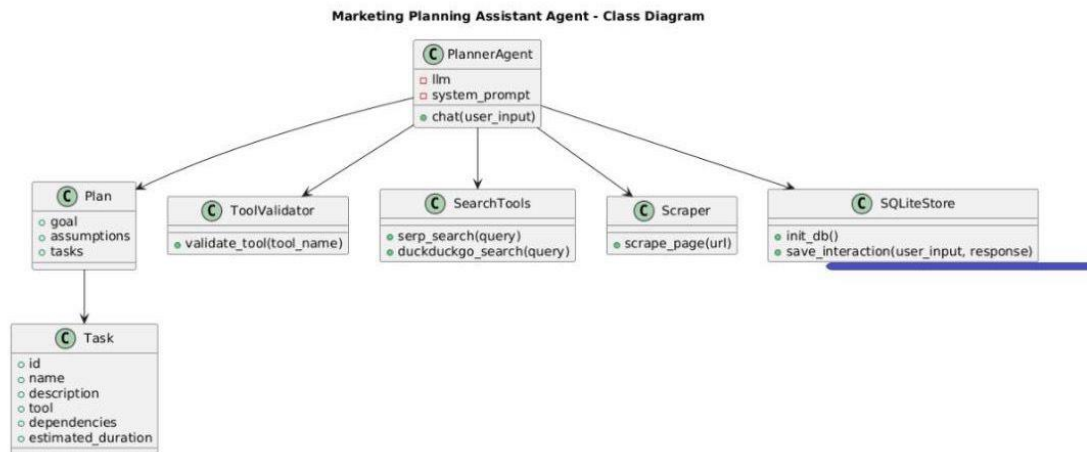 Marketing Planning Assistant Agent - Class Diagram
C PlannerAgent
llm
system_prompt
chat(user_input)
C Plan
goal
assumptions
tasks
C ToolValidator
validate_tool(tool_name)
C SearchTools
serp_search(query)
duckduckgo_search(query)
C Scraper
scrape_page(url)
C SQLiteStore
init_db()
save_interaction(user_input, response)
C Task
id
name
description
tool
dependencies
estimated_duration